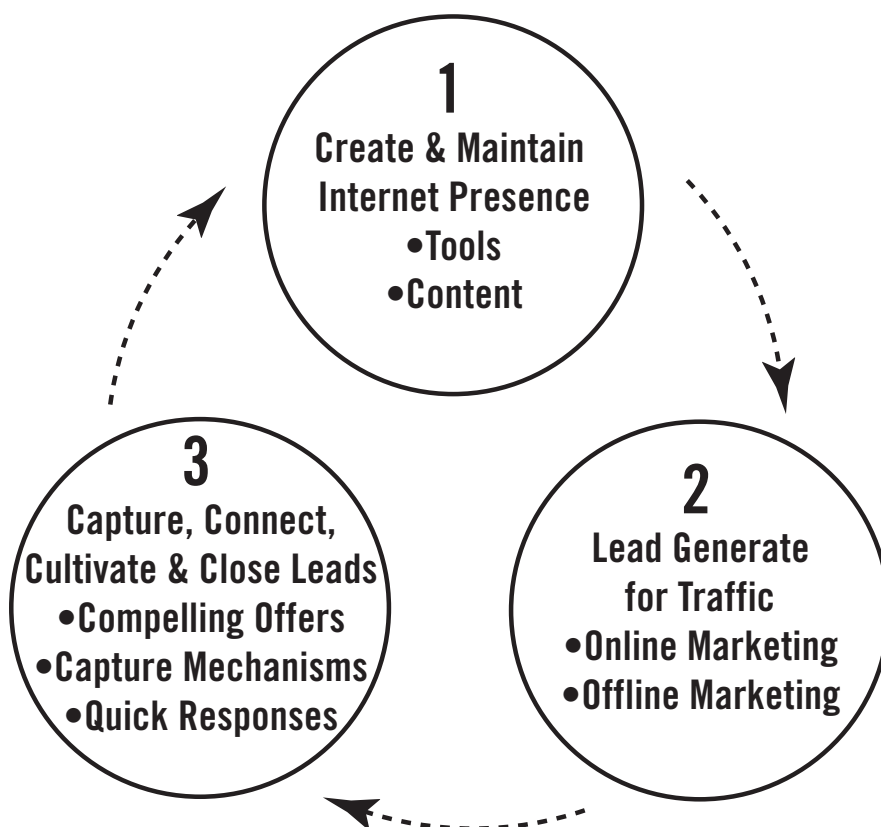 1
Create & Maintain
Internet Presence
•Tools
•Content
2
Lead Generate
for Traffic
•Online Marketing
•Offline Marketing
3
Capture, Connect,
Cultivate & Close Leads
•Compelling Offers
•Capture Mechanisms
•Quick Responses